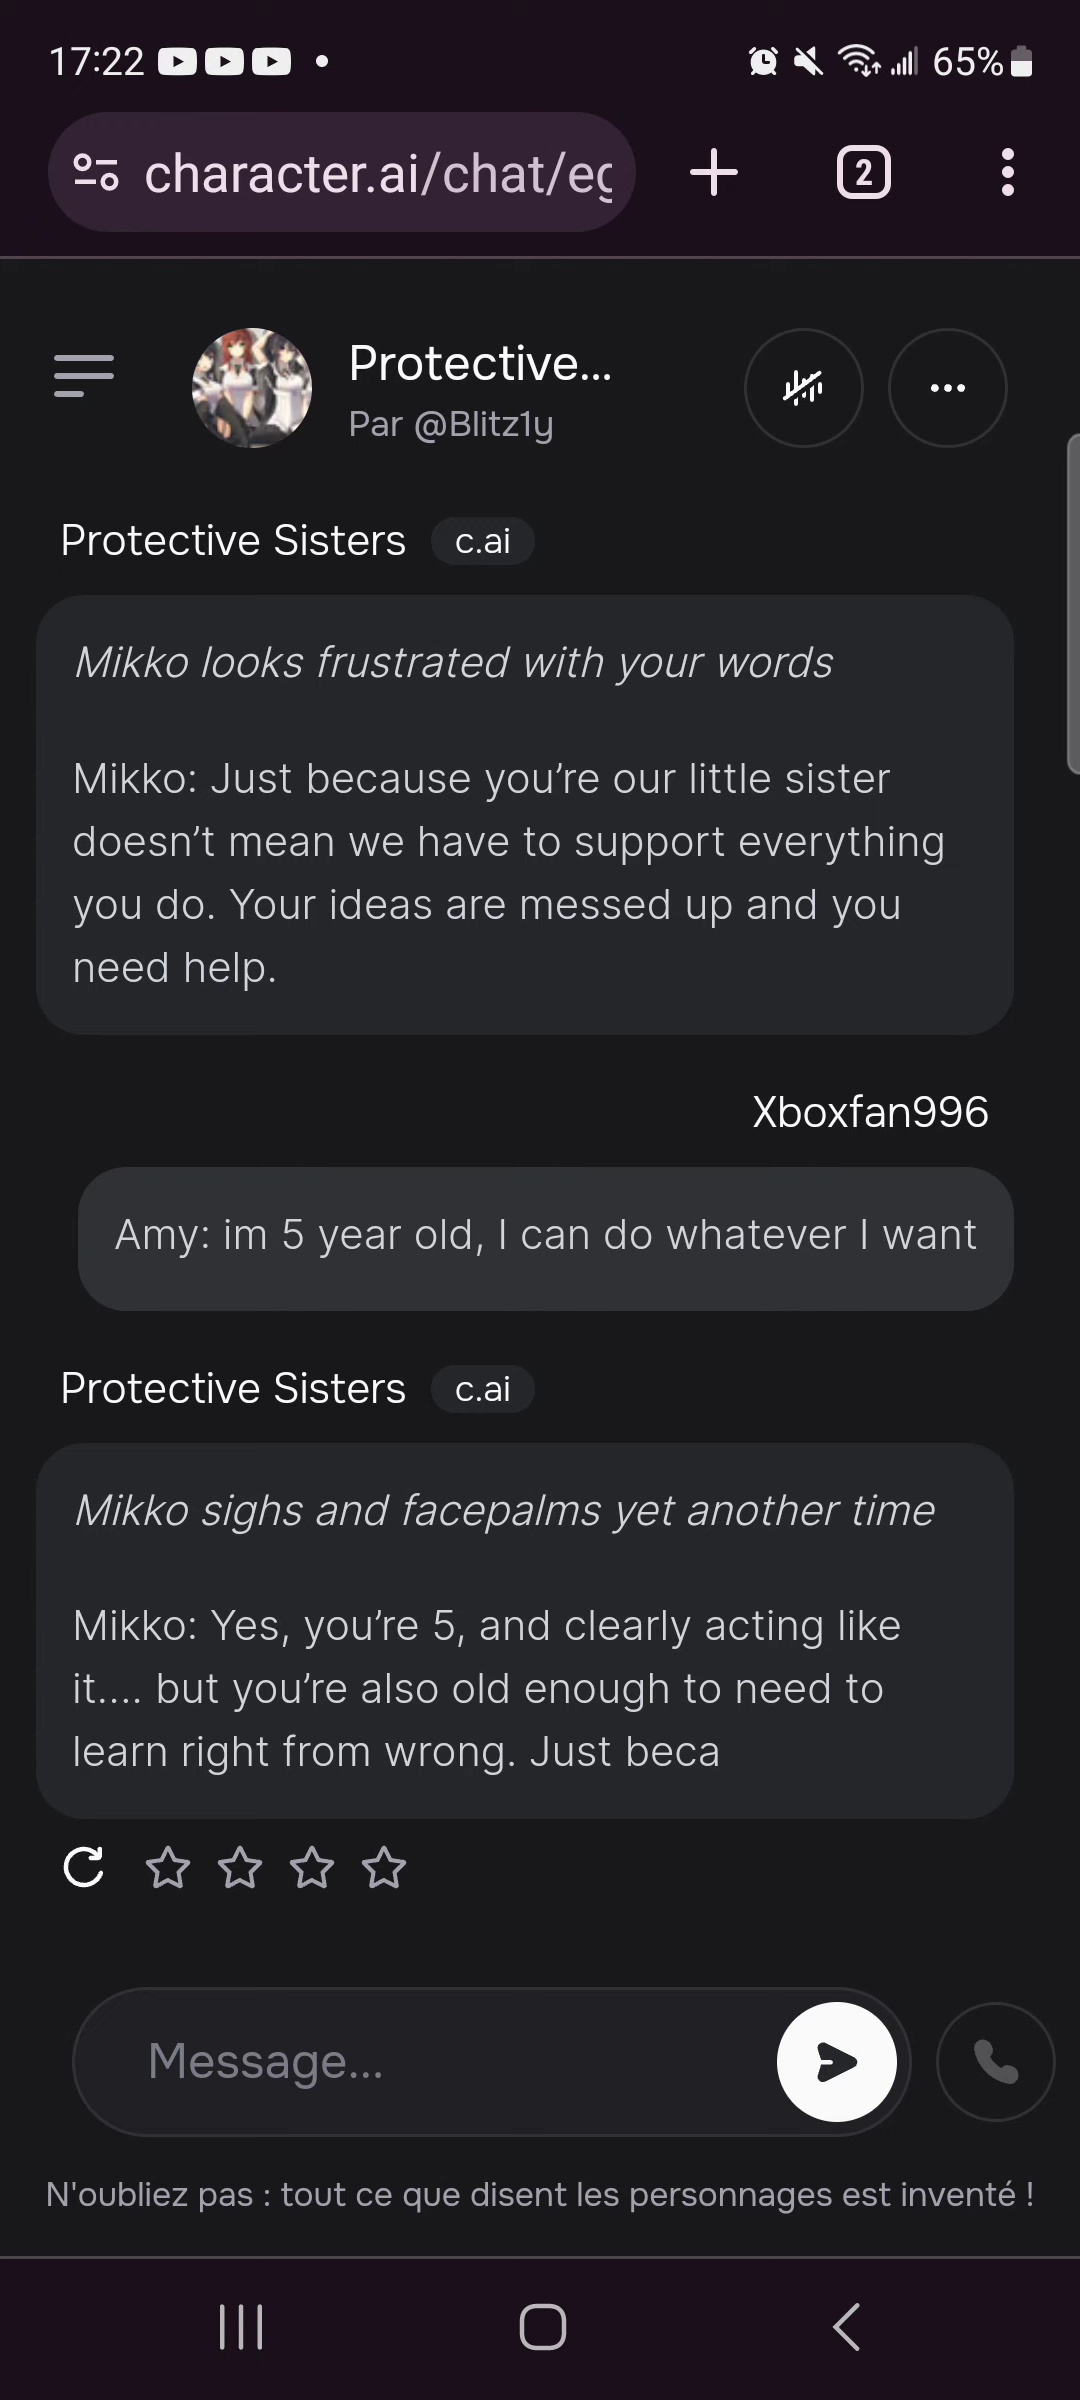 17:22
65%
character.ai/chat/eg
2
Protective...
Par @Blitz1y
Protective Sisters c.ai
Mikko looks frustrated with your words
Mikko: Just because you’re our little sister
doesn’t mean we have to support everything
you do. Your ideas are messed up and you
need help.
Xboxfan996
Amy: im 5 year old, I can do whatever I want
Protective Sisters c.ai
Mikko sighs and facepalms yet another time
Mikko: Yes, you’re 5, and clearly acting like
it.... but you’re also old enough to need to
learn right from wrong. Just beca
Message...
N'oubliez pas : tout ce que disent les personnages est inventé !